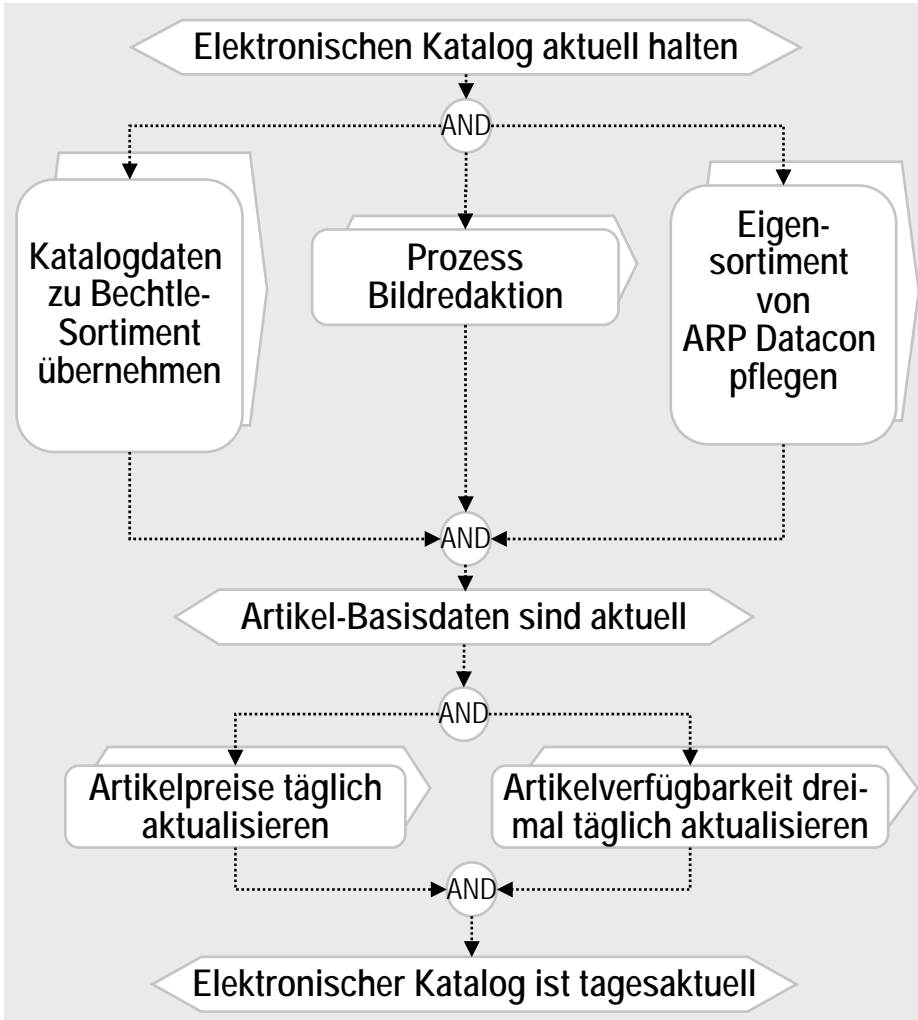 Elektronischen Katalog aktuell halten
AND
Katalogdaten
zu Bechtle-
Sortiment
übernehmen
Prozess
Bildredaktion
Eigen-
sortiment
von
ARP Datacon
pflegen
AND
Artikel-Basisdaten sind aktuell
AND
Artikelpreise täglich
aktualisieren
Artikelverfügbarkeit drei-
mal täglich aktualisieren
AND
Elektronischer Katalog ist tagesaktuell